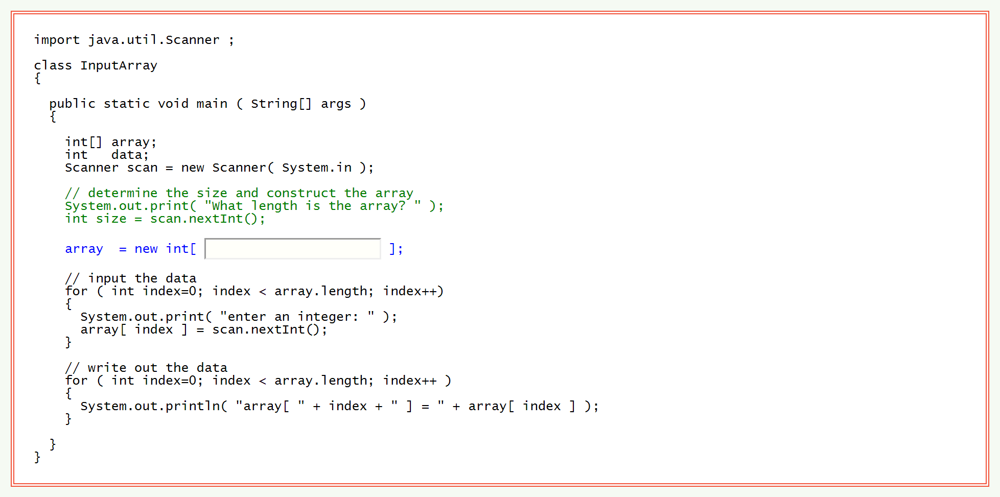 import java.util.Scanner ;
class InputArray
{
public static void main ( String[] args )
{
int[] array;
int   data;
Scanner scan = new Scanner( System.in );
// determine the size and construct the array
System.out.print( "What length is the array? " );
int size = scan.nextInt();
array  = new int[ ];
// input the data
for ( int index=0; index < array.length; index++)
{
System.out.print( "enter an integer: " );
array[ index ] = scan.nextInt();
}
// write out the data
for ( int index=0; index < array.length; index++ )
{
System.out.println( "array[ " + index + " ] = " + array[ index ] );
}
}
}